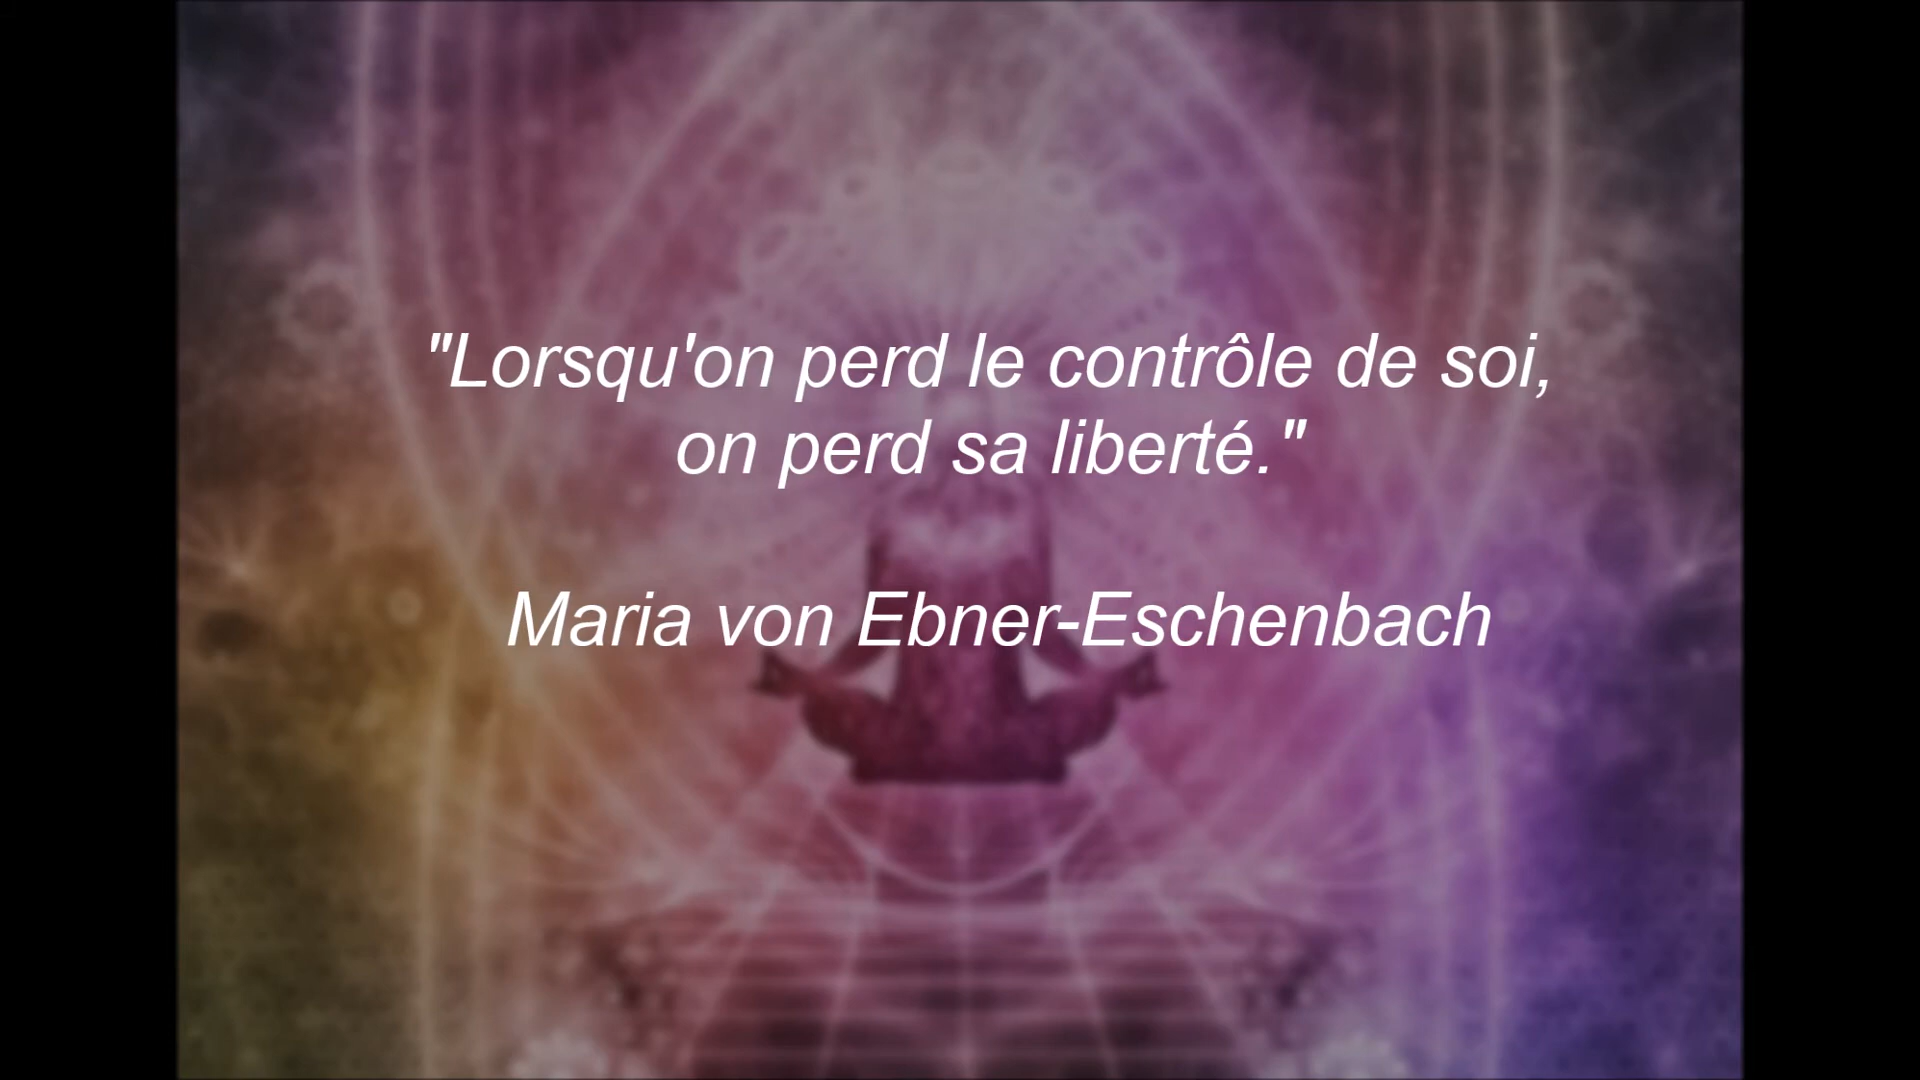 "Lorsqu'on perd le contrôle de soi,
on perd sa liberté."
Maria von Ebner-Eschenbach